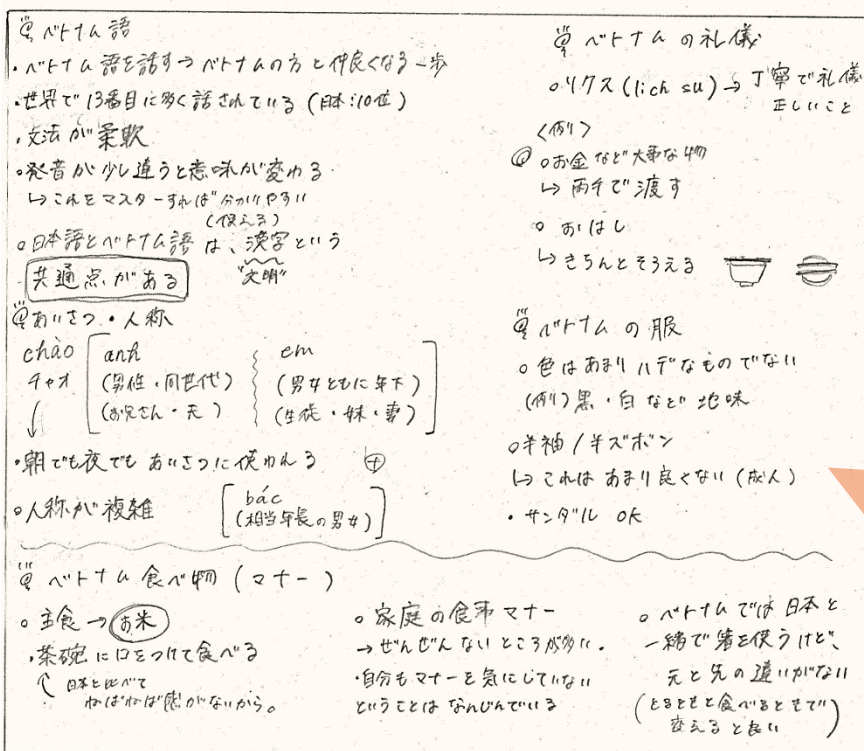 ベトナム語
・ベトナム語を話す→ベトナムの方と仲良くなる一歩
・世界で13番目に多く話されている(日本:10位)
・文法が柔軟
○発音が少し違うと意味が変わる
↳これをマスターすれば分かりやすい
(使える)
○日本語とベトナム語は、漢字という
共通点がある
"文明"
あいさつ・人称
chào
チャオ
anh
(男性・同世代)
(お兄さん・夫)
em
(男女ともに年下)
(生徒・妹・妻)
・朝でも夜でもあいさつに使われる
○人称が複雑
bác
(相当年長の男女)
ベトナムの礼儀
○リクス(lich su)→丁寧で礼儀
正しいこと
<例>
○お金など大事な物
↳両手で渡す
○おはし
↳きちんとそろえる
ベトナムの服
○色はあまりハデなものでない
(例)黒・白など地味
○半袖/半ズボン
↳これはあまり良くない(成人)
・サンダル OK
ベトナム食べ物(マナー)
○主食→お米
・茶碗に口をつけて食べる
日本と比べて
ねばねば感がないから。
○家庭の食事マナー
→ぜんぜんないところが多い。
・自分もマナーを気にしていない
ということはなんじんでいる
○ベトナムでは日本と
一緒で箸を使うけど、
元と先の違いがない
(とるときと食べるときで
変えると良い)